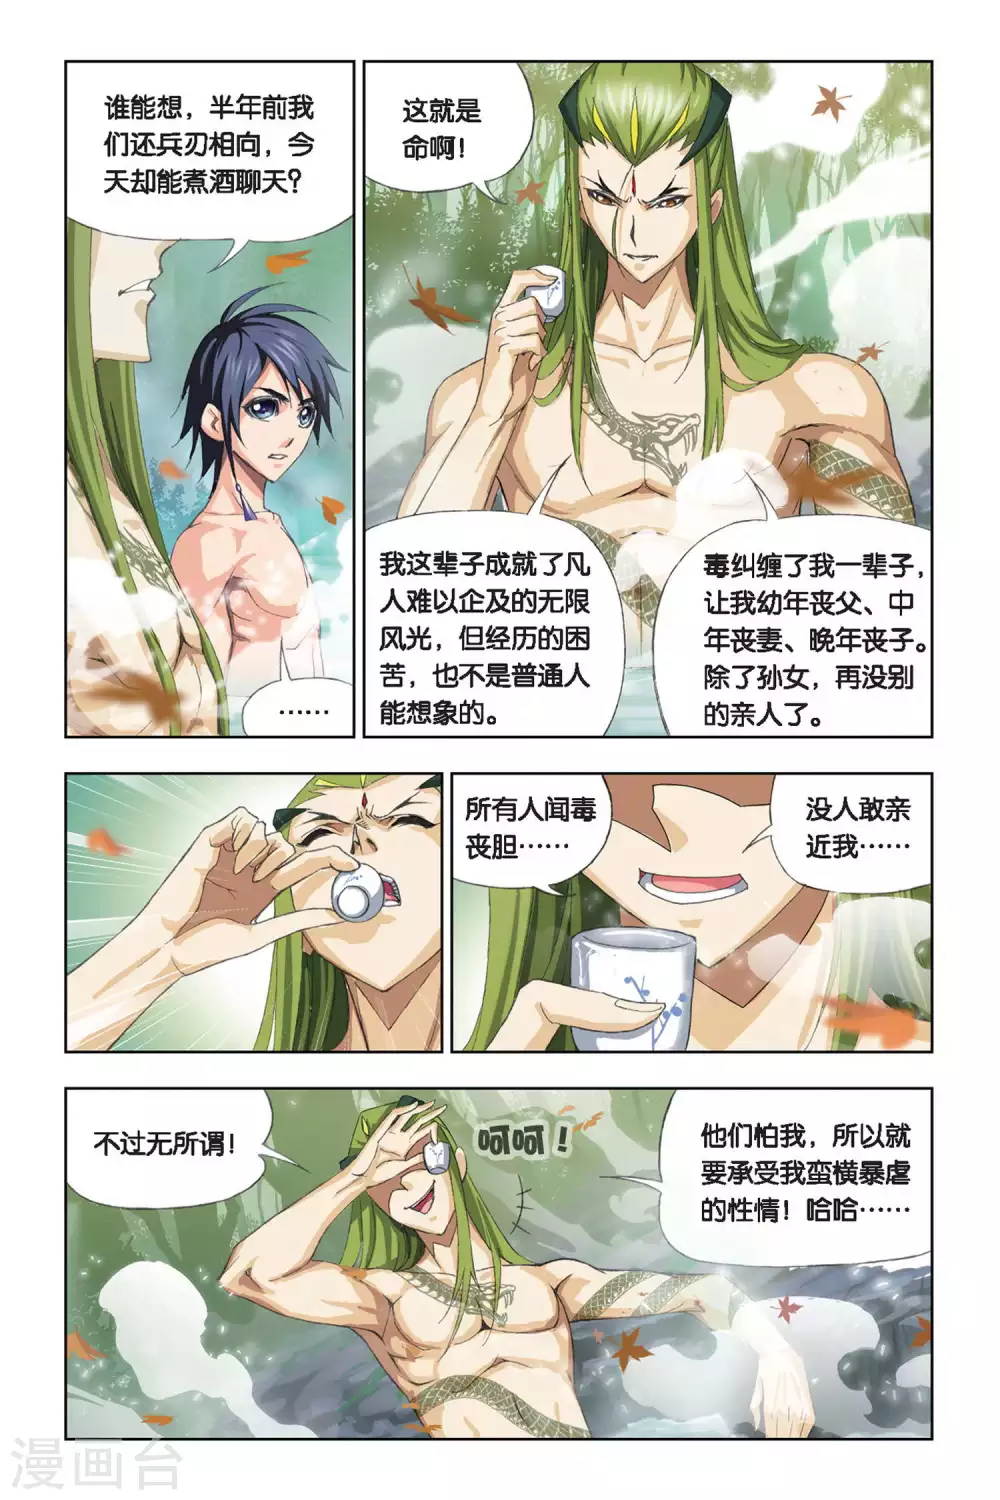 谁能想，半年前我
们还兵刃相向，今
天却能煮酒聊天？
……
这就是
命啊！
我这辈子成就了凡
人难以企及的无限
风光，但经历的困
苦，也不是普通人
能想象的。
毒纠缠了我一辈子，
让我幼年丧父、中
年丧妻、晚年丧子。
除了孙女，再没别
的亲人了。
所有人闻毒
丧胆……
没人敢亲
近我……
不过无所谓！
呵呵！
他们怕我，所以就
要承受我蛮横暴虐
的性情！哈哈……
漫画台